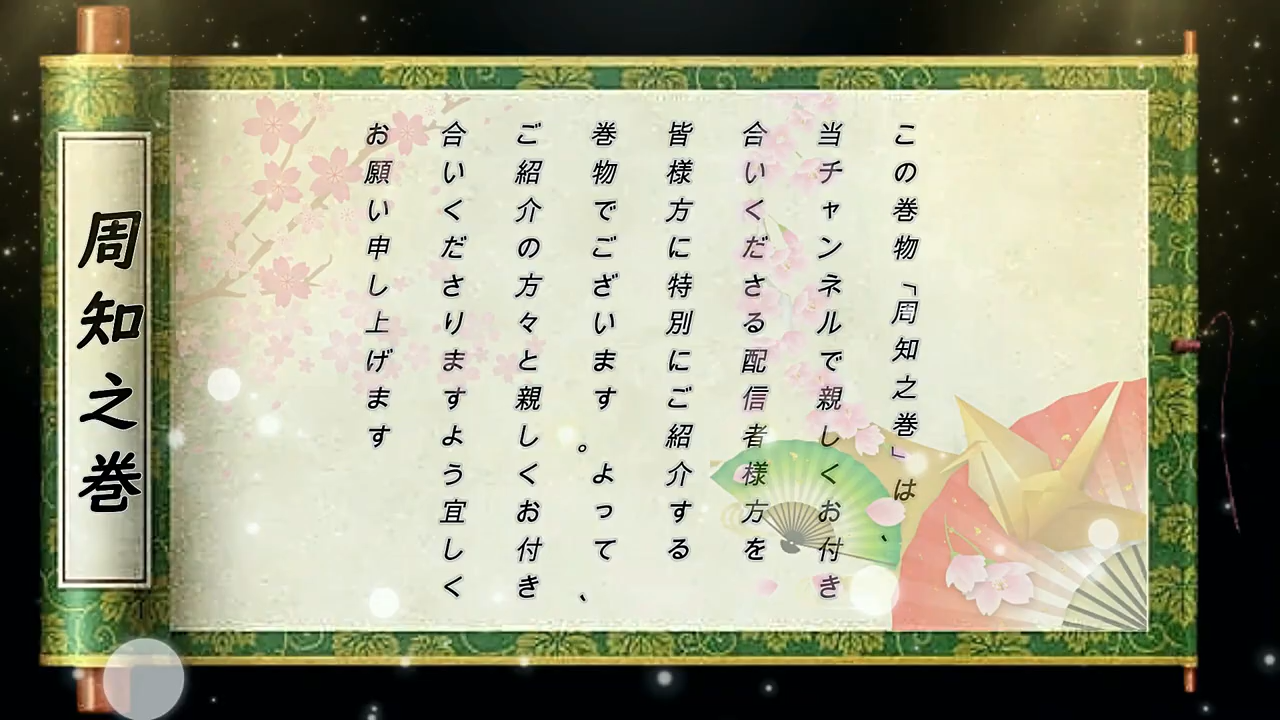 この巻物「周知之巻」は、
当チャンネルで親しくお付き
合いくださる配信者様方を
皆様方に特別にご紹介する
巻物でございます。よって、
ご紹介の方々と親しくお付き
合いくださりますよう宜しく
お願い申し上げます
周知之巻